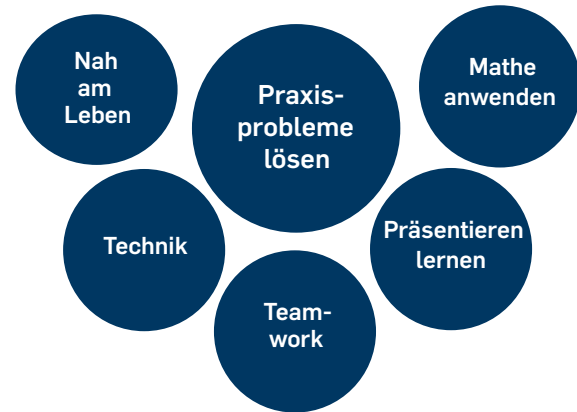 Nah
am
Leben
Praxis-
probleme
lösen
Mathe
anwenden
Technik
Präsentieren
lernen
Team-
work